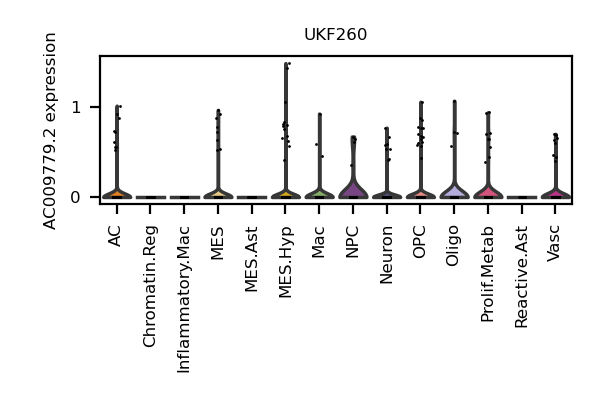 UKF260
AC009779.2 expression
1
0
AC
Chromatin.Reg
Inflammatory.Mac
MES
MES.Ast
MES.Hyp
Mac
NPC
Neuron
OPC
Oligo
Prolif.Metab
Reactive.Ast
Vasc